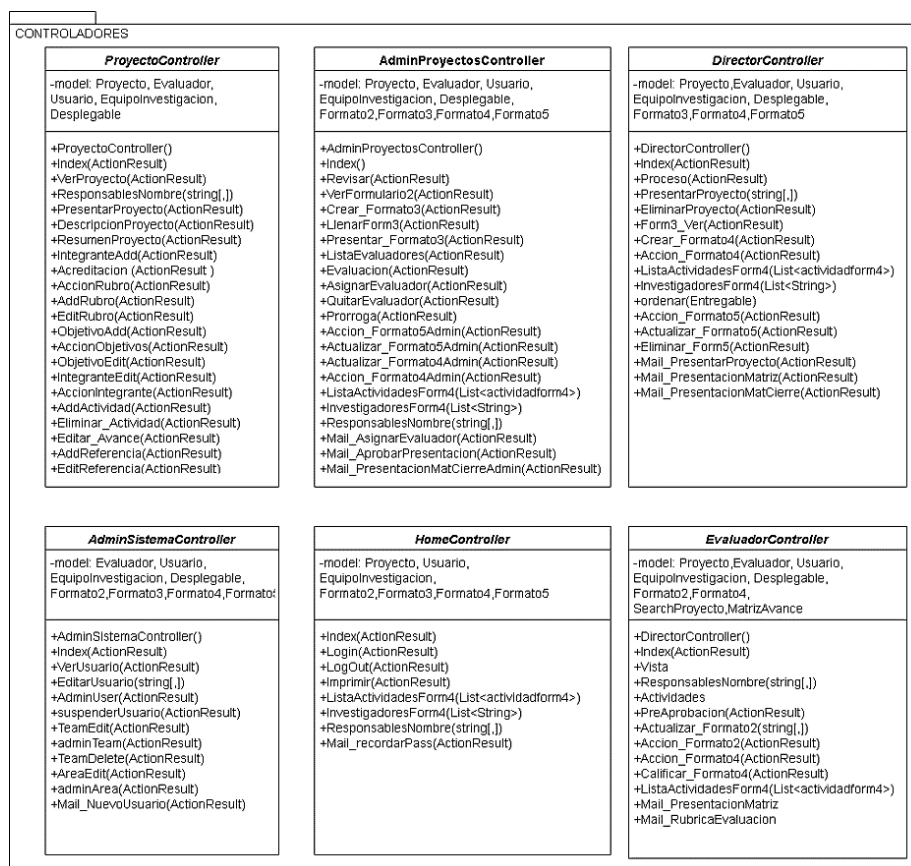 CONTROLADORES
ProyectoController
-model: Proyecto, Evaluador,
Usuario, EquipoInvestigacion,
Desplegable
+ProyectoController()
+Index(ActionResult)
+VerProyecto(ActionResult)
+ResponsablesNombre(string[,])
+PresentarProyecto(ActionResult)
+DescripcionProyecto(ActionResult)
+ResumenProyecto(ActionResult)
+IntegranteAdd(ActionResult)
+Acreditacion (ActionResult )
+AccionRubro(ActionResult)
+AddRubro(ActionResult)
+EditRubro(ActionResult)
+ObjetivoAdd(ActionResult)
+AccionObjetivos(ActionResult)
+ObjetivoEdit(ActionResult)
+IntegranteEdit(ActionResult)
+AccionIntegrante(ActionResult)
+AddActividad(ActionResult)
+Eliminar_Actividad(ActionResult)
+Editar_Avance(ActionResult)
+AddReferencia(ActionResult)
+EditReferencia(ActionResult)
AdminProyectosController
-model: Proyecto, Evaluador, Usuario,
EquipoInvestigacion, Desplegable,
Formato2,Formato3,Formato4,Formato5
+AdminProyectosController()
+Index()
+Revisar(ActionResult)
+VerFormulario2(ActionResult)
+Crear_Formato3(ActionResult)
+LlenarForm3(ActionResult)
+Presentar_Formato3(ActionResult)
+ListaEvaluadores(ActionResult)
+Evaluacion(ActionResult)
+AsignarEvaluador(ActionResult)
+QuitarEvaluador(ActionResult)
+Prorroga(ActionResult)
+Accion_Formato5Admin(ActionResult)
+Actualizar_Formato5Admin(ActionResult)
+Actualizar_Formato4Admin(ActionResult)
+Accion_Formato4Admin(ActionResult)
+ListaActividadesForm4(List<actividadform4>)
+InvestigadoresForm4(List<String>)
+ResponsablesNombre(string[,])
+Mail_AsignarEvaluador(ActionResult)
+Mail_AprobarPresentacion(ActionResult)
+Mail_PresentacionMatCierreAdmin(ActionResult)
DirectorController
-model: Proyecto,Evaluador, Usuario,
EquipoInvestigacion, Desplegable,
Formato3,Formato4,Formato5
+DirectorController()
+Index(ActionResult)
+Proceso(ActionResult)
+PresentarProyecto(string[,])
+EliminarProyecto(ActionResult)
+Form3_Ver(ActionResult)
+Crear_Formato4(ActionResult)
+Accion_Formato4(ActionResult)
+ListaActividadesForm4(List<actividadform4>)
+InvestigadoresForm4(List<String>)
+ordenar(Entregable)
+Accion_Formato5(ActionResult)
+Actualizar_Formato5(ActionResult)
+Eliminar_Form5(ActionResult)
+Mail_PresentarProyecto(ActionResult)
+Mail_PresentacionMatriz(ActionResult)
+Mail_PresentacionMatCierre(ActionResult)
AdminSistemaController
-model: Evaluador, Usuario,
EquipoInvestigacion, Desplegable,
Formato2,Formato3,Formato4,Formato5
+AdminSistemaController()
+Index(ActionResult)
+VerUsuario(ActionResult)
+EditarUsuario(string[,])
+AdminUser(ActionResult)
+suspenderUsuario(ActionResult)
+TeamEdit(ActionResult)
+adminTeam(ActionResult)
+TeamDelete(ActionResult)
+AreaEdit(ActionResult)
+adminArea(ActionResult)
+Mail_NuevoUsuario(ActionResult)
HomeController
-model: Proyecto, Usuario,
EquipoInvestigacion,
Formato2,Formato3,Formato4,Formato5
+Index(ActionResult)
+Login(ActionResult)
+LogOut(ActionResult)
+Imprimir(ActionResult)
+ListaActividadesForm4(List<actividadform4>)
+InvestigadoresForm4(List<String>)
+ResponsablesNombre(string[,])
+Mail_recordarPass(ActionResult)
EvaluadorController
-model: Proyecto,Evaluador, Usuario,
EquipoInvestigacion, Desplegable,
Formato2,Formato4,
SearchProyecto,MatrizAvance
+DirectorController()
+Index(ActionResult)
+Vista
+ResponsablesNombre(string[,])
+Actividades
+PreAprobacion(ActionResult)
+Actualizar_Formato2(string[,])
+Accion_Formato2(ActionResult)
+Accion_Formato4(ActionResult)
+Calificar_Formato4(ActionResult)
+ListaActividadesForm4(List<actividadform4>)
+Mail_PresentacionMatriz
+Mail_RubricaEvaluacion